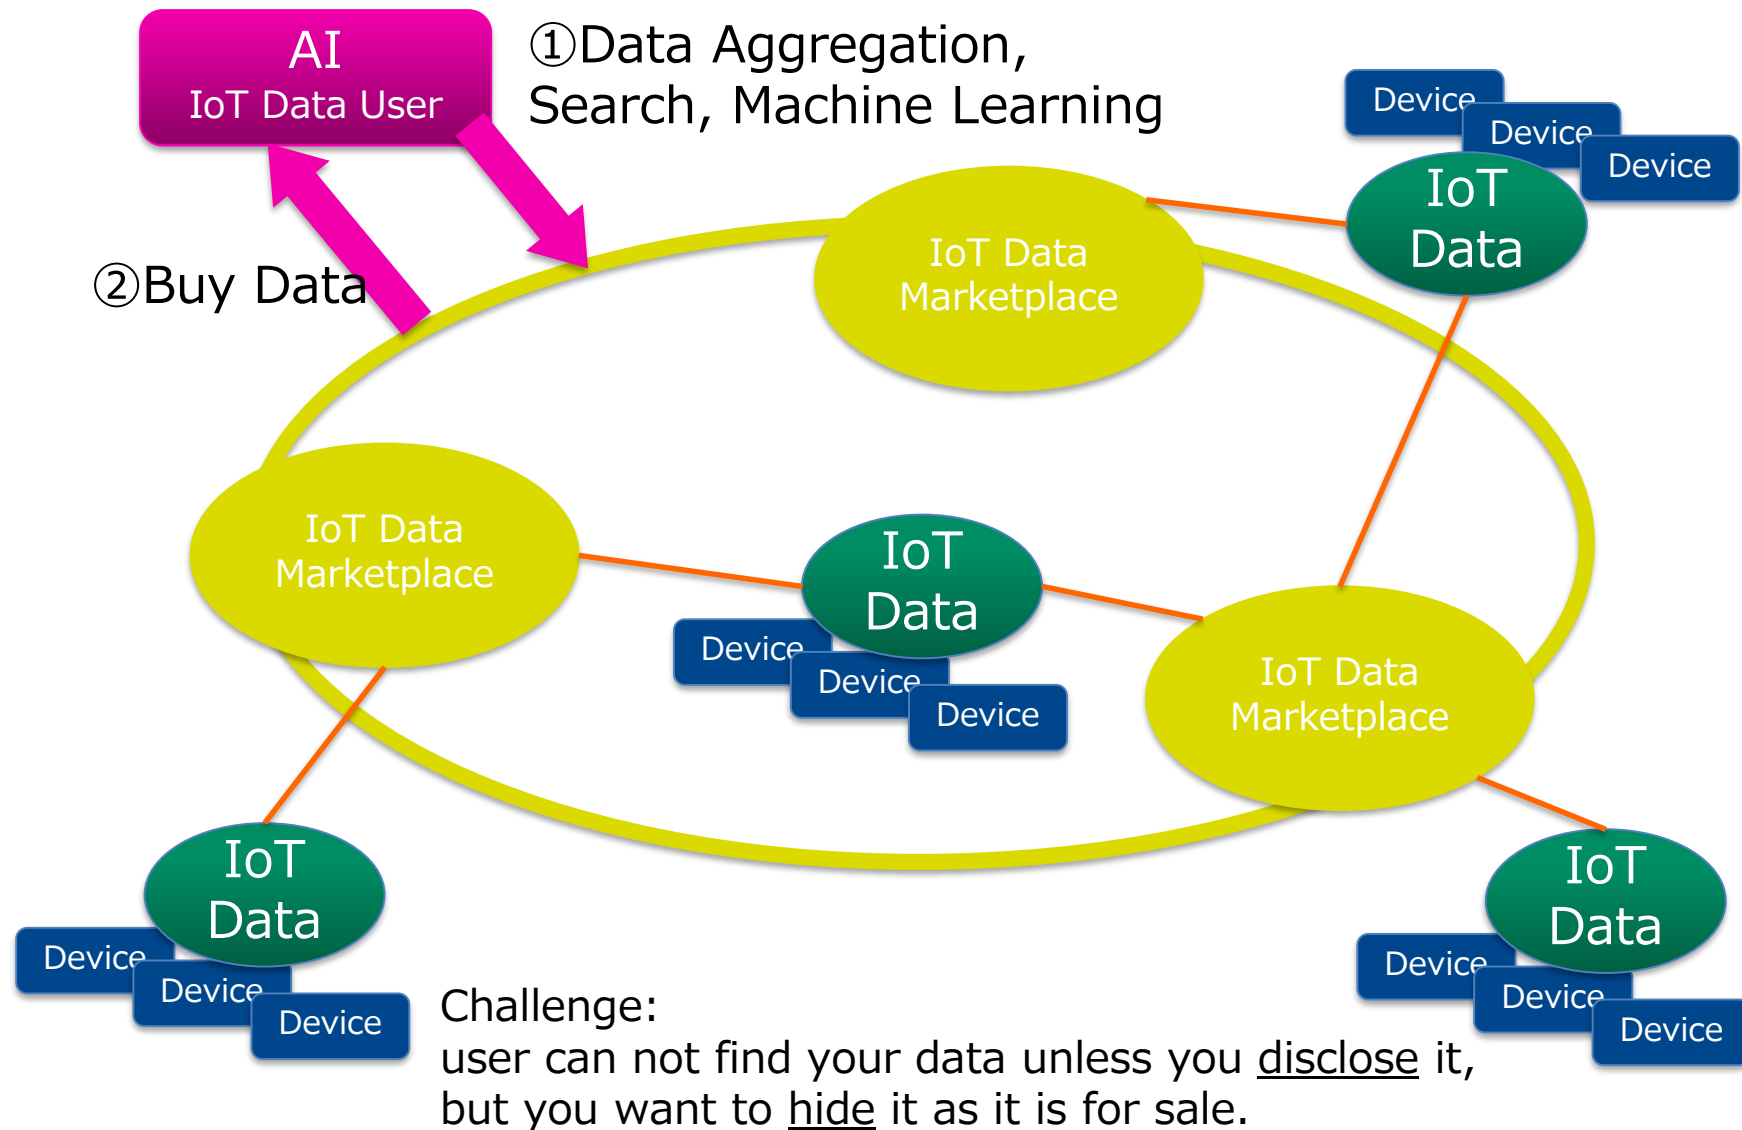 AI
IoT Data User
①Data Aggregation,
Search, Machine Learning
②Buy Data
Device
Device
Device
IoT
Data
IoT Data
Marketplace
IoT Data
Marketplace
IoT
Data
Device
Device
Device
IoT Data
Marketplace
IoT
Data
Device
Device
Device
IoT
Data
Device
Device
Device
Challenge:
user can not find your data unless you disclose it,
but you want to hide it as it is for sale.